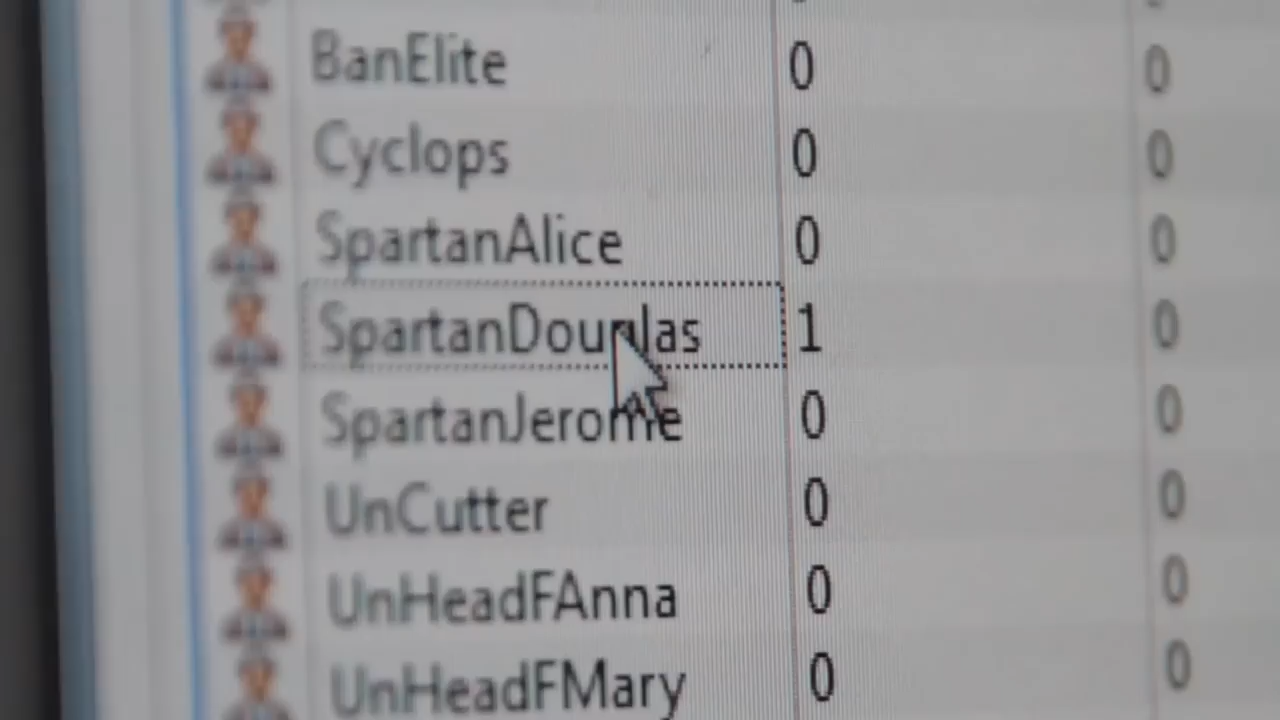 BanElite 0 0
Cyclops 0 0
SpartanAlice 0 0
SpartanDouglas 1 0
SpartanJerome 0 0
UnCutter 0 0
UnHeadFAnna 0 0
UnHeadFMary 0 0